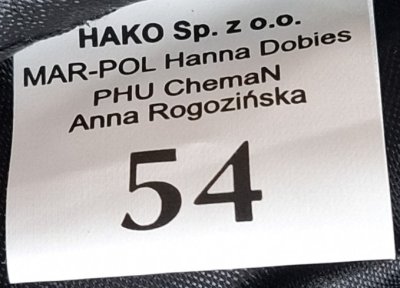 HAKO Sp. z o.o.
MAR-POL Hanna Dobies
PHU ChemaN
Anna Rogozińska
54